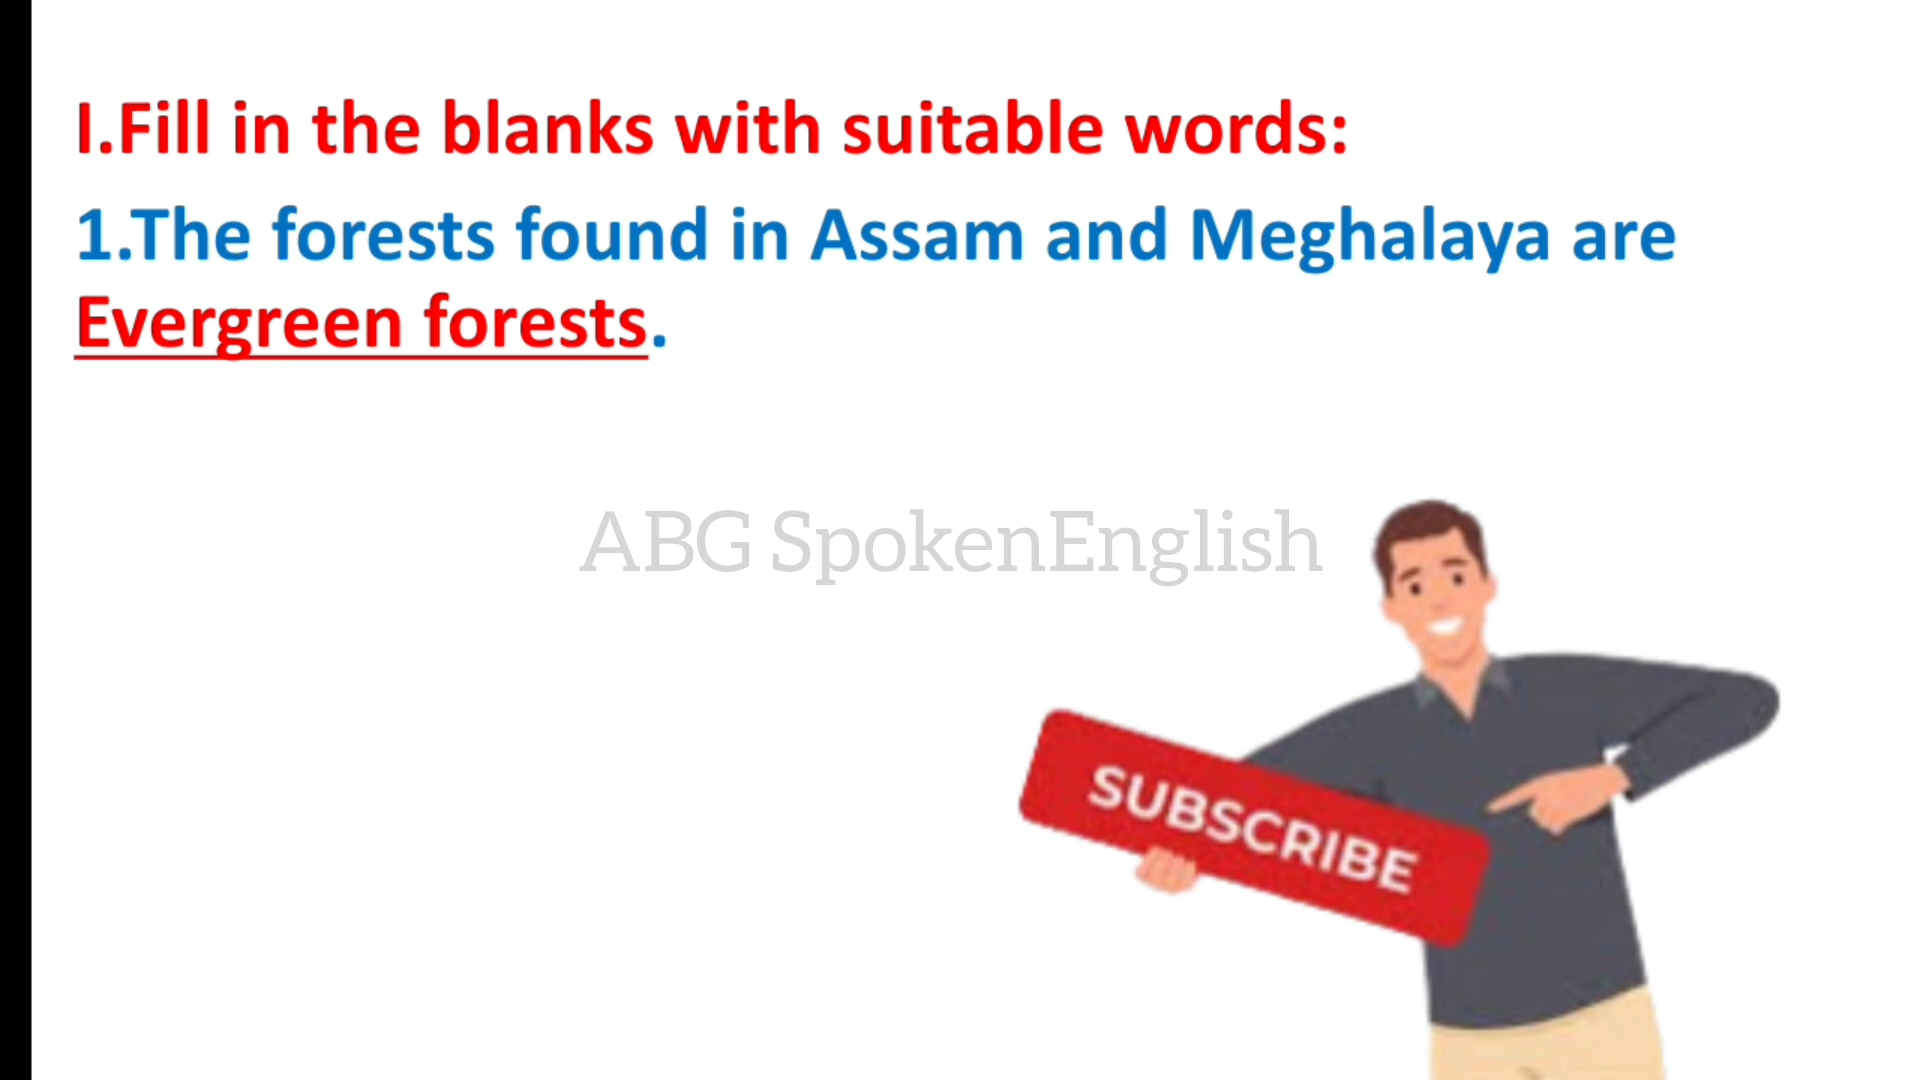 I.Fill in the blanks with suitable words:
1.The forests found in Assam and Meghalaya are
Evergreen forests.
ABG SpokenEnglish
SUBSCRIBE